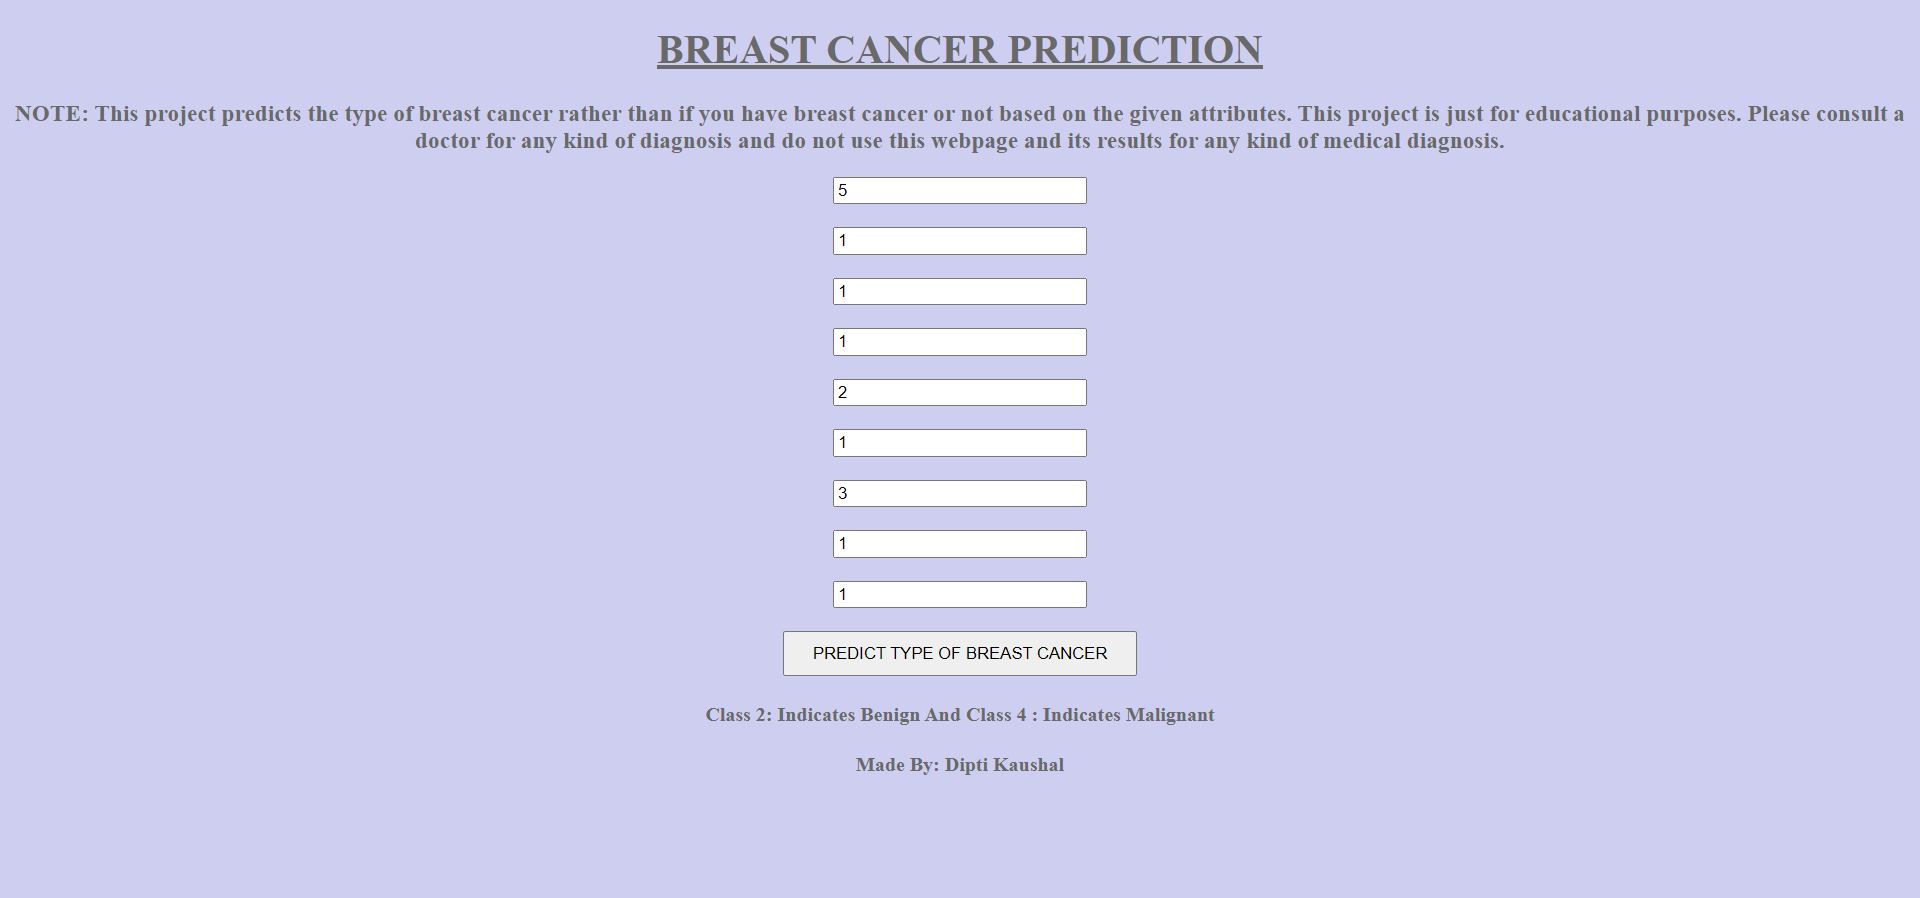 BREAST CANCER PREDICTION
NOTE: This project predicts the type of breast cancer rather than if you have breast cancer or not based on the given attributes. This project is just for educational purposes. Please consult a
doctor for any kind of diagnosis and do not use this webpage and its results for any kind of medical diagnosis.
5
1
1
1
2
1
3
1
1
PREDICT TYPE OF BREAST CANCER
Class 2: Indicates Benign And Class 4 : Indicates Malignant
Made By: Dipti Kaushal